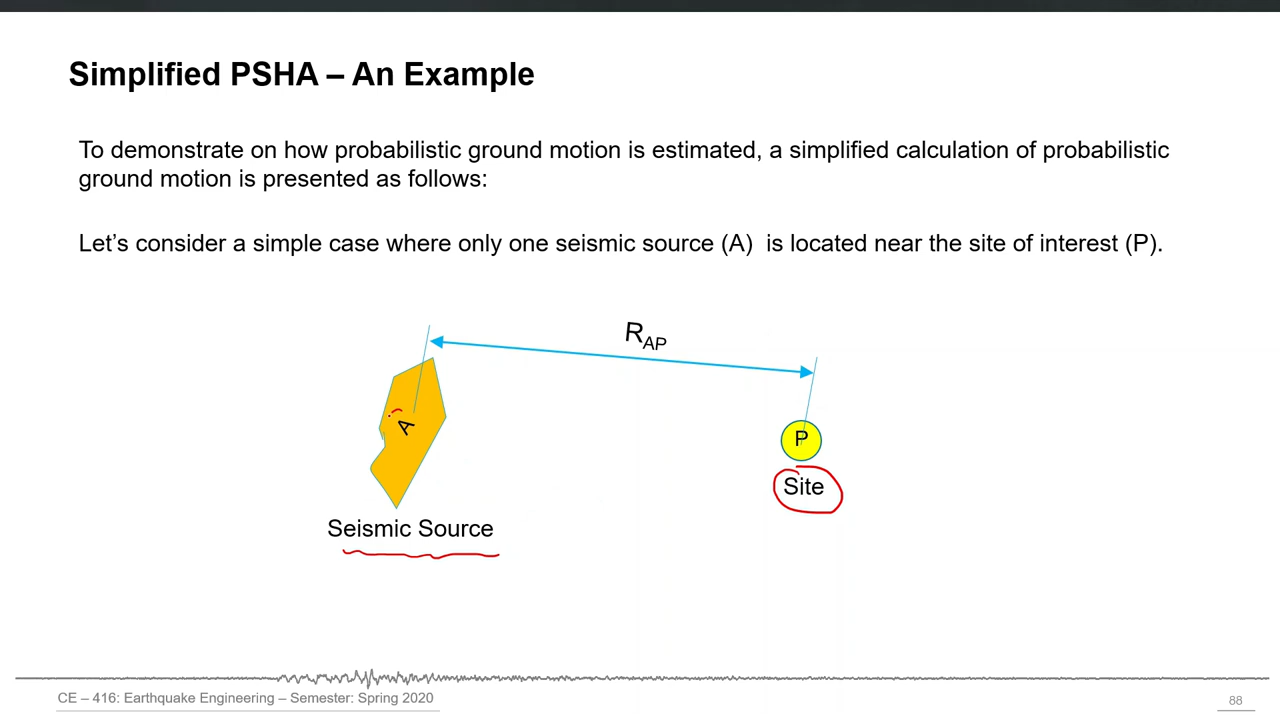 Simplified PSHA – An Example
To demonstrate on how probabilistic ground motion is estimated, a simplified calculation of probabilistic
ground motion is presented as follows:
Let’s consider a simple case where only one seismic source (A)  is located near the site of interest (P).
R_AP
A
P
Site
Seismic Source
CE – 416: Earthquake Engineering – Semester: Spring 2020
88